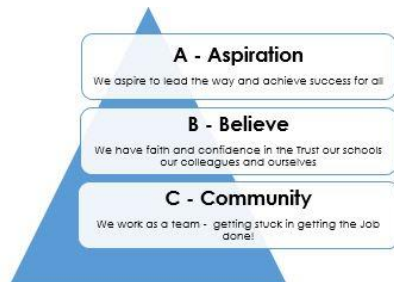 A - Aspiration
We aspire to lead the way and achieve success for all
B - Believe
We have faith and confidence in the Trust our schools
our colleagues and ourselves
C - Community
We work as a team - getting stuck in getting the Job
done!